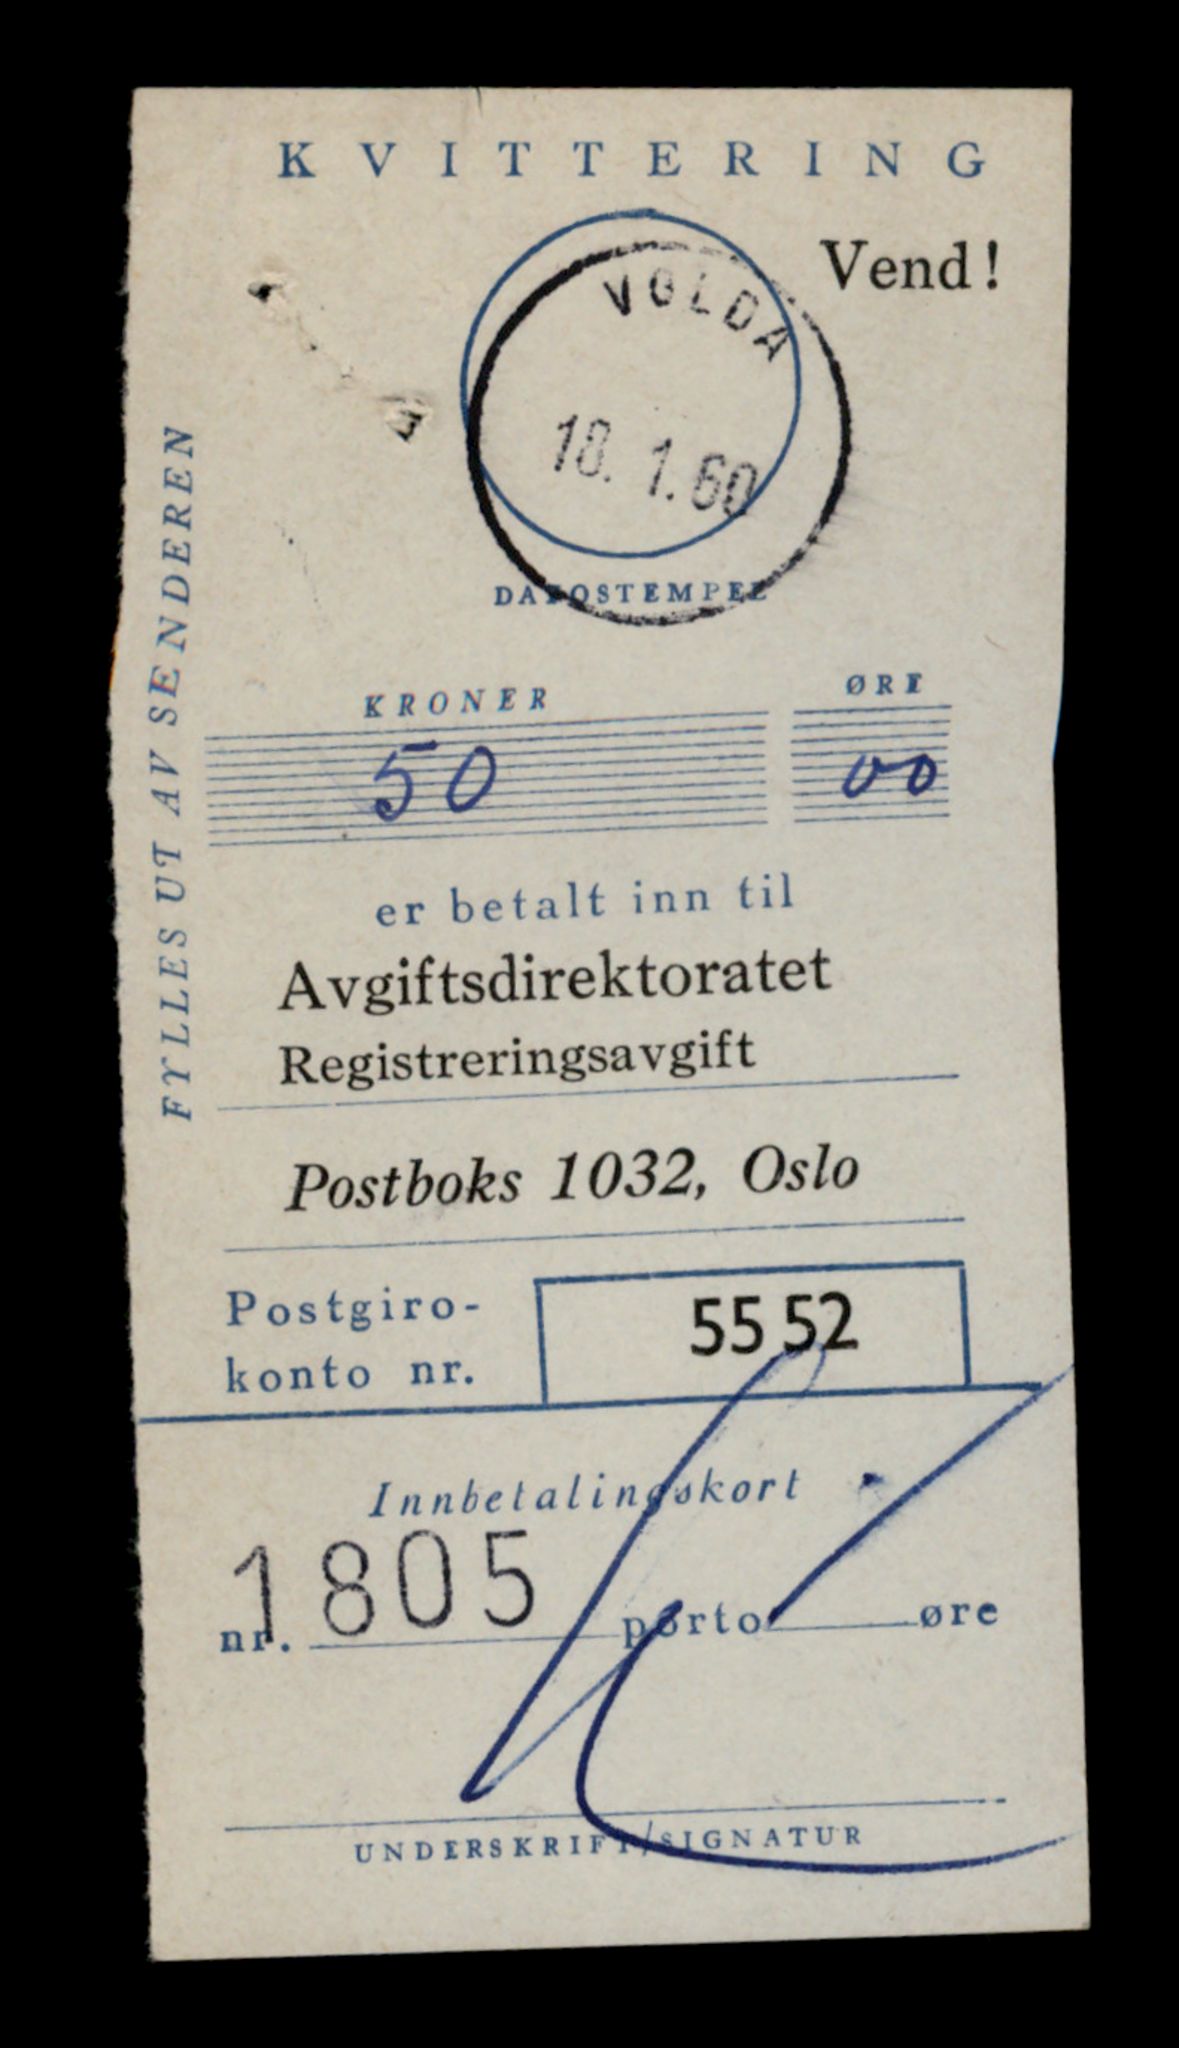 KVITTERING
Vend!
VOLDA
18. 1. 60
DATOSTEMPEL
FYLLES UT AV SENDEREN
KRONER ØRE
50 00
er betalt inn til
Avgiftsdirektoratet
Registreringsavgift
Postboks 1032, Oslo
Postgiro-
konto nr.
5552
Innbetalingskort
nr. 1805 porto øre
UNDERSKRIFT/SIGNATUR